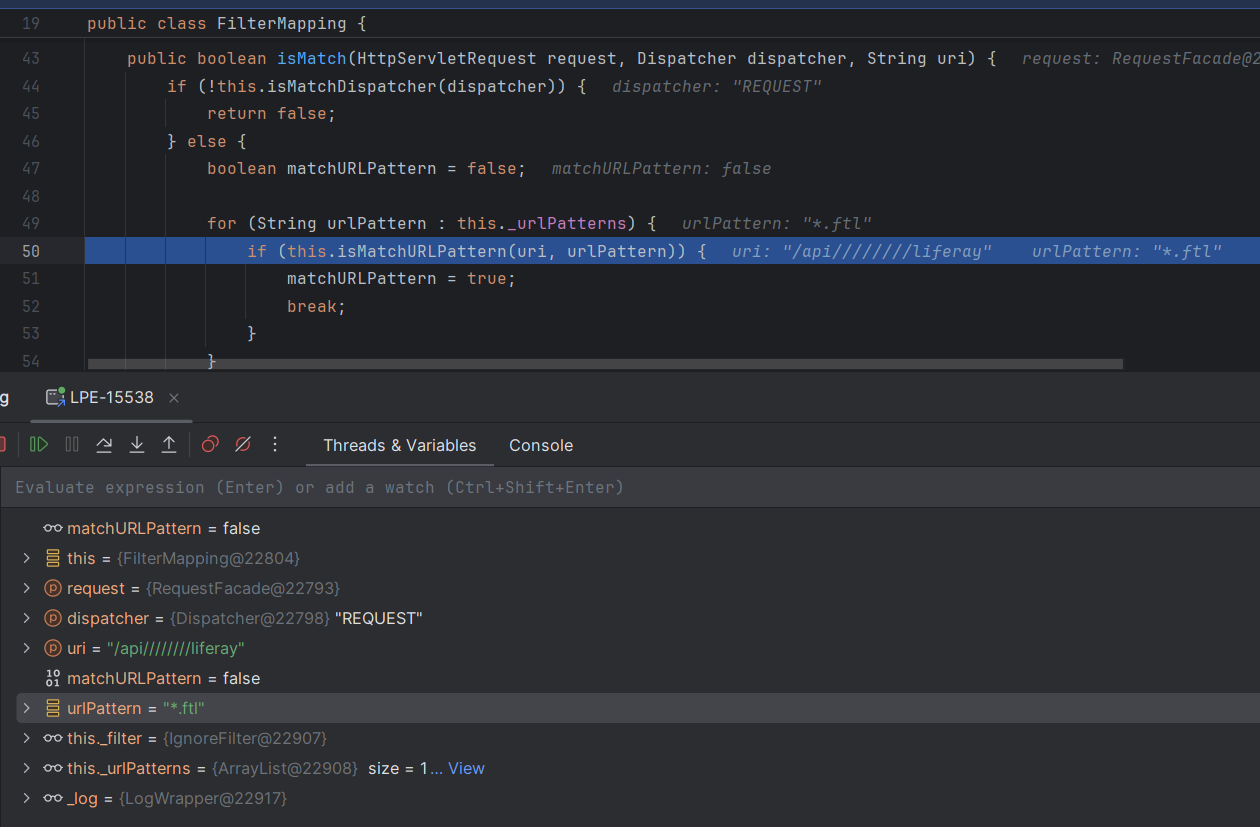 19 public class FilterMapping {
43 public boolean isMatch(HttpServletRequest request, Dispatcher dispatcher, String uri) { request: RequestFacade@2
44 if (!this.isMatchDispatcher(dispatcher)) { dispatcher: "REQUEST"
45 return false;
46 } else {
47 boolean matchURLPattern = false; matchURLPattern: false
48
49 for (String urlPattern : this._urlPatterns) { urlPattern: "*.ftl"
50 if (this.isMatchURLPattern(uri, urlPattern)) { uri: "/api////////liferay" urlPattern: "*.ftl"
51 matchURLPattern = true;
52 break;
53 }
54 }
g LPE-15538
Threads & Variables Console
Evaluate expression (Enter) or add a watch (Ctrl+Shift+Enter)
matchURLPattern = false
this = {FilterMapping@22804}
request = {RequestFacade@22793}
dispatcher = {Dispatcher@22798} "REQUEST"
uri = "/api////////liferay"
matchURLPattern = false
urlPattern = "*.ftl"
this._filter = {IgnoreFilter@22907}
this._urlPatterns = {ArrayList@22908} size = 1... View
_log = {LogWrapper@22917}